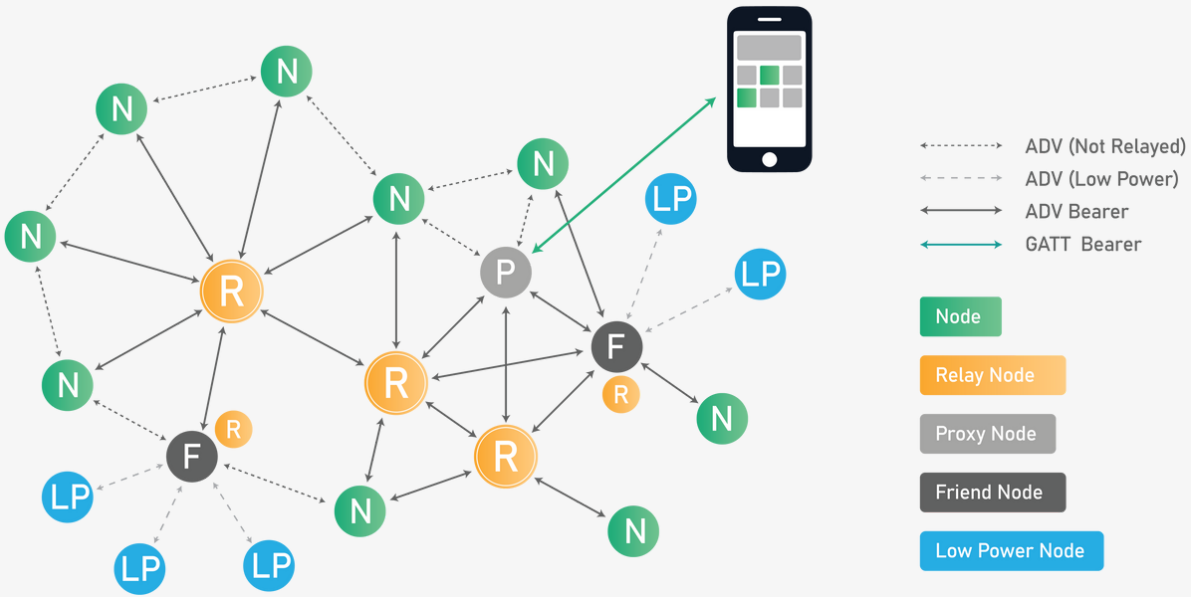 N
N
N
N
LP
ADV (Not Relayed)
ADV (Low Power)
ADV Bearer
GATT Bearer
N
N
R
P
LP
Node
F
R
Relay Node
N
R
N
Proxy Node
R
F
R
LP
N
N
Friend Node
LP
LP
Low Power Node